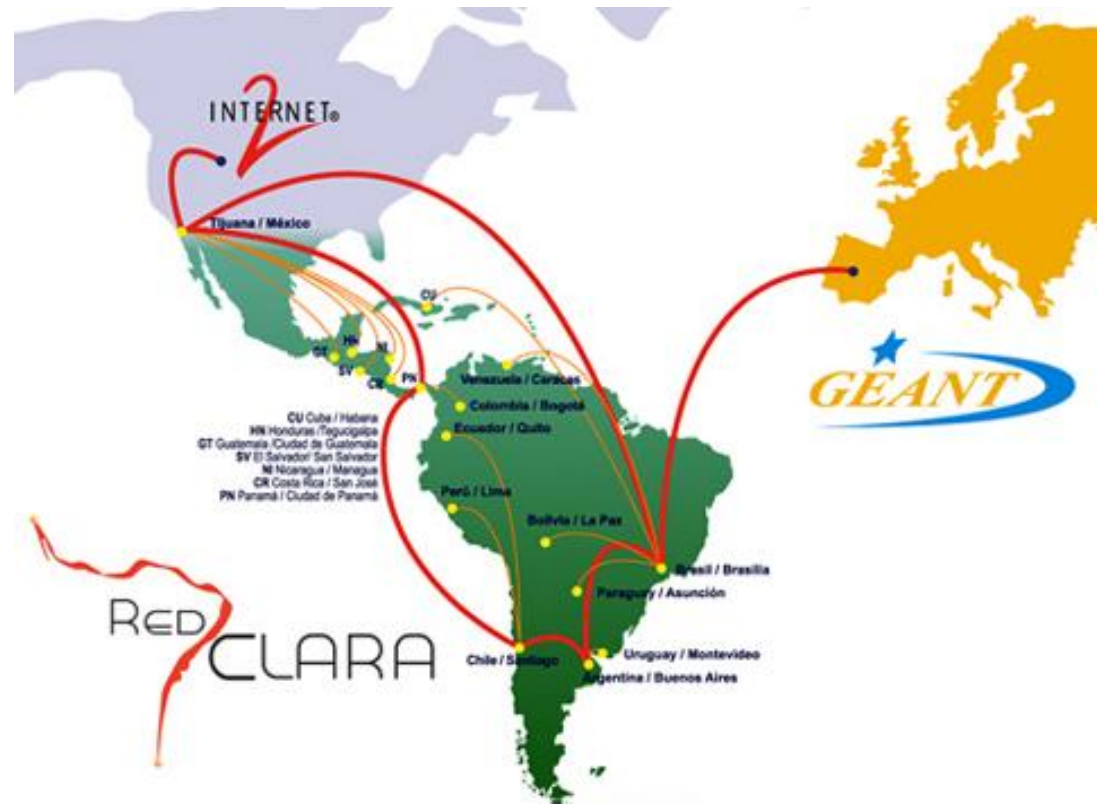 INTERNET®
2
Tijuana / México
CU
HN
GT
NI
SV
CR
PN
Venezuela / Caracas
Colombia / Bogotá
Ecuador / Quito
GEANT
CU Cuba / Habana
HN Honduras /Tegucigalpa
GT Guatemala /Ciudad de Guatemala
SV El Salvador/ San Salvador
NI Nicaragua / Managua
CR Costa Rica / San José
PN Panamá / Ciudad de Panamá
Perú / Lima
Bolivia / La Paz
Bresil / Brasilia
Paraguay / Asunción
RED
CLARA
Chile / Santiago
Uruguay / Montevideo
Argentina / Buenos Aires